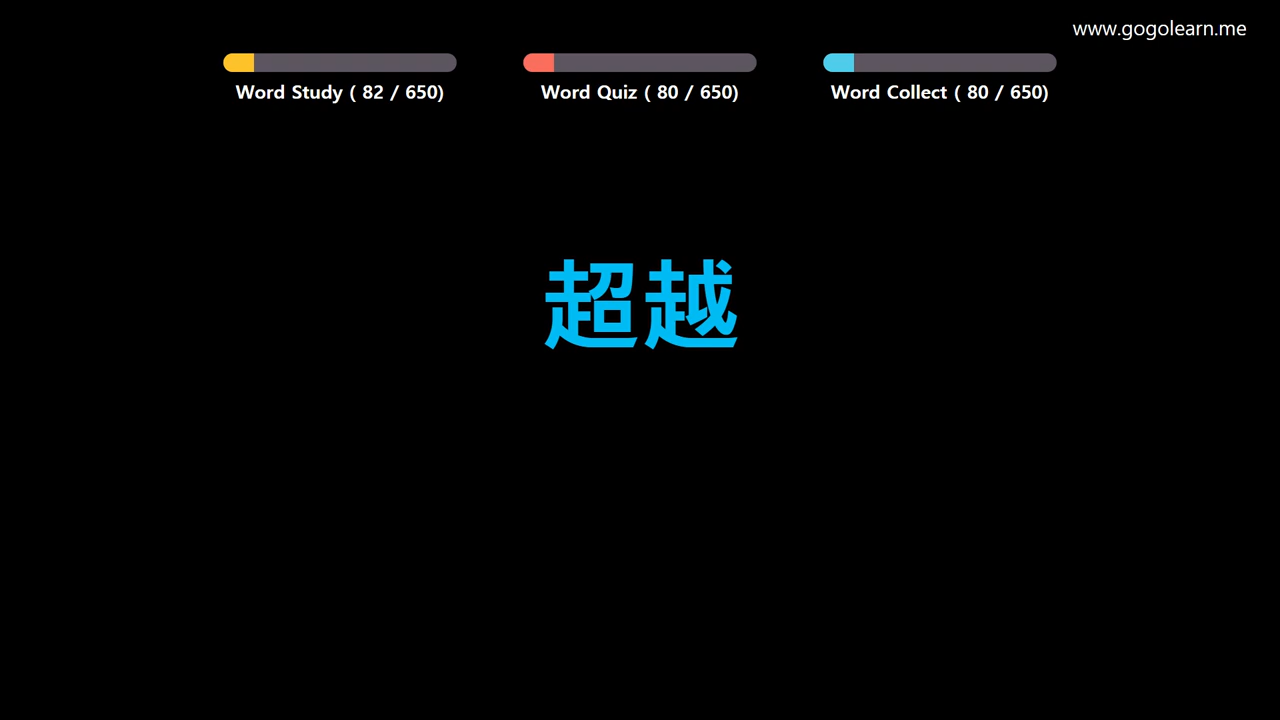 www.gogolearn.me
Word Study ( 82 / 650)
Word Quiz ( 80 / 650)
Word Collect ( 80 / 650)
超越